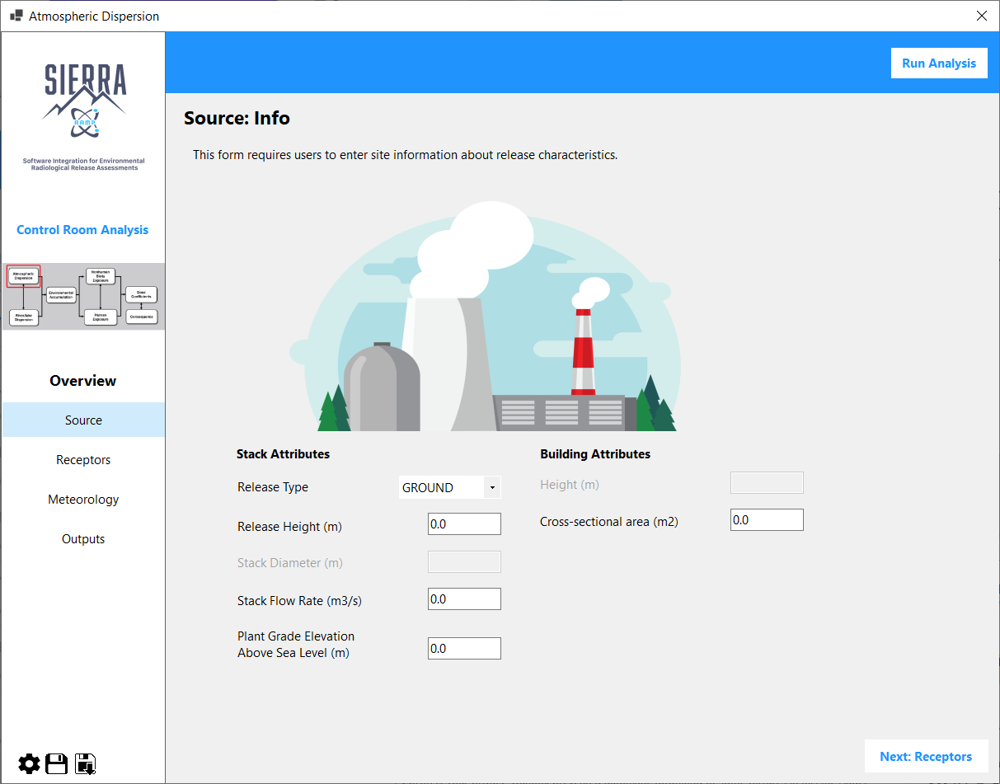 Atmospheric Dispersion
Run Analysis
SIERRA
RAMP
Software Integration for Environmental
Radiological Release Assessments
Control Room Analysis
Atmospheric
Dispersion
Nonhuman
Biota
Exposure
Environmental
Accumulation
Dose
Coefficients
River/lake
Dispersion
Human
Exposure
Consequence
Overview
Source
Receptors
Meteorology
Outputs
Source: Info
This form requires users to enter site information about release characteristics.
Stack Attributes
Release Type
GROUND
Release Height (m)
0.0
Stack Diameter (m)
Stack Flow Rate (m3/s)
0.0
Plant Grade Elevation
Above Sea Level (m)
0.0
Building Attributes
Height (m)
Cross-sectional area (m2)
0.0
Next: Receptors